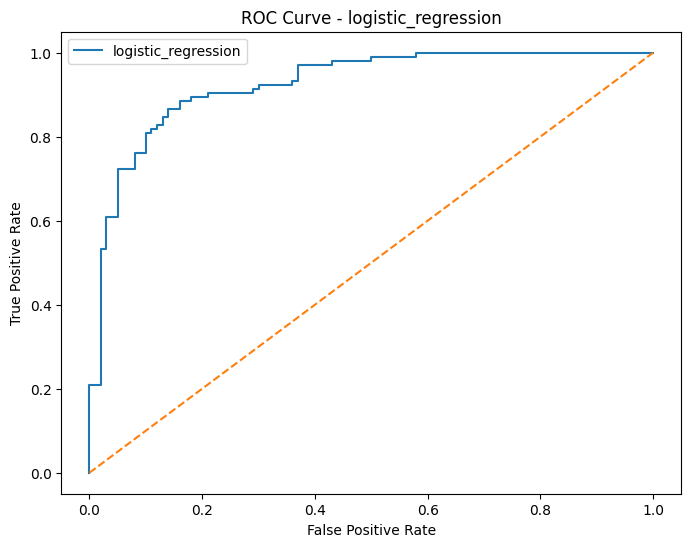 ROC Curve - logistic_regression
logistic_regression
True Positive Rate
1.0
0.8
0.6
0.4
0.2
0.0
0.0 0.2 0.4 0.6 0.8 1.0
False Positive Rate